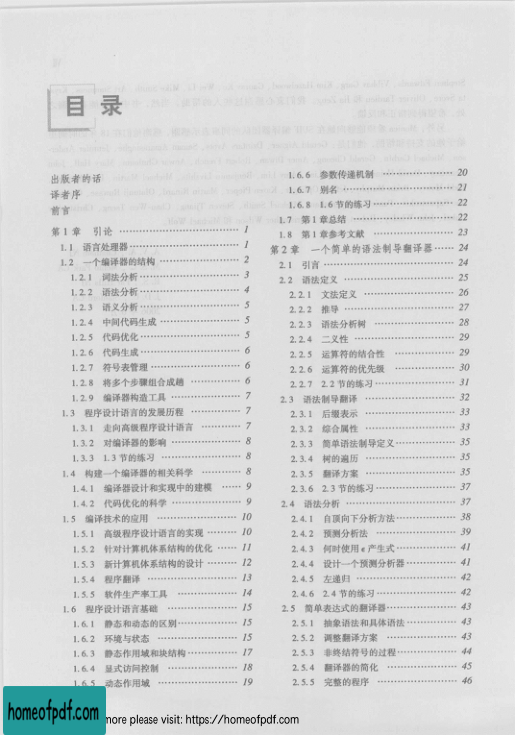 目 录
出版者的话
译者序
前言
第 1 章 引论 ………… 1
1.1 语言处理器 ………… 1
1.2 一个编译器的结构 ………… 2
1.2.1 词法分析 ………… 3
1.2.2 语法分析 ………… 4
1.2.3 语义分析 ………… 5
1.2.4 中间代码生成 ………… 5
1.2.5 代码优化 ………… 5
1.2.6 代码生成 ………… 6
1.2.7 符号表管理 ………… 6
1.2.8 将多个步骤组合成趟 ………… 6
1.2.9 编译器构造工具 ………… 7
1.3 程序设计语言的发展历程 ………… 7
1.3.1 走向高级程序设计语言 ………… 7
1.3.2 对编译器的影响 ………… 8
1.3.3 1.3节的练习 ………… 8
1.4 构建一个编译器的相关科学 ………… 8
1.4.1 编译器设计和实现中的建模 …… 9
1.4.2 代码优化的科学 ………… 9
1.5 编译技术的应用 ………… 10
1.5.1 高级程序设计语言的实现 ………… 10
1.5.2 针对计算机体系结构的优化 …… 11
1.5.3 新计算机体系结构的设计 ………… 12
1.5.4 程序翻译 ………… 13
1.5.5 软件生产率工具 ………… 14
1.6 程序设计语言基础 ………… 15
1.6.1 静态和动态的区别 ………… 15
1.6.2 环境与状态 ………… 15
1.6.3 静态作用域和块结构 ………… 17
1.6.4 显式访问控制 ………… 18
1.6.5 动态作用域 ………… 19
1.6.6 参数传递机制 ………… 20
1.6.7 别名 ………… 21
1.6.8 1.6节的练习 ………… 22
1.7 第1章总结 ………… 22
1.8 第1章参考文献 ………… 23
第 2 章 一个简单的语法制导翻译器 …… 24
2.1 引言 ………… 24
2.2 语法定义 ………… 25
2.2.1 文法定义 ………… 26
2.2.2 推导 ………… 27
2.2.3 语法分析树 ………… 28
2.2.4 二义性 ………… 29
2.2.5 运算符的结合性 ………… 29
2.2.6 运算符的优先级 ………… 30
2.2.7 2.2节的练习 ………… 31
2.3 语法制导翻译 ………… 32
2.3.1 后缀表示 ………… 33
2.3.2 综合属性 ………… 33
2.3.3 简单语法制导定义 ………… 35
2.3.4 树的遍历 ………… 35
2.3.5 翻译方案 ………… 35
2.3.6 2.3节的练习 ………… 37
2.4 语法分析 ………… 37
2.4.1 自顶向下分析方法 ………… 38
2.4.2 预测分析法 ………… 39
2.4.3 何时使用ϵ产生式 ………… 41
2.4.4 设计一个预测分析器 ………… 41
2.4.5 左递归 ………… 42
2.4.6 2.4节的练习 ………… 42
2.5 简单表达式的翻译器 ………… 43
2.5.1 抽象语法和具体语法 ………… 43
2.5.2 调整翻译方案 ………… 43
2.5.3 非终结符号的过程 ………… 44
2.5.4 翻译器的简化 ………… 45
2.5.5 完整的程序 ………… 46
homeofpdf.com
more please visit: https://homeofpdf.com